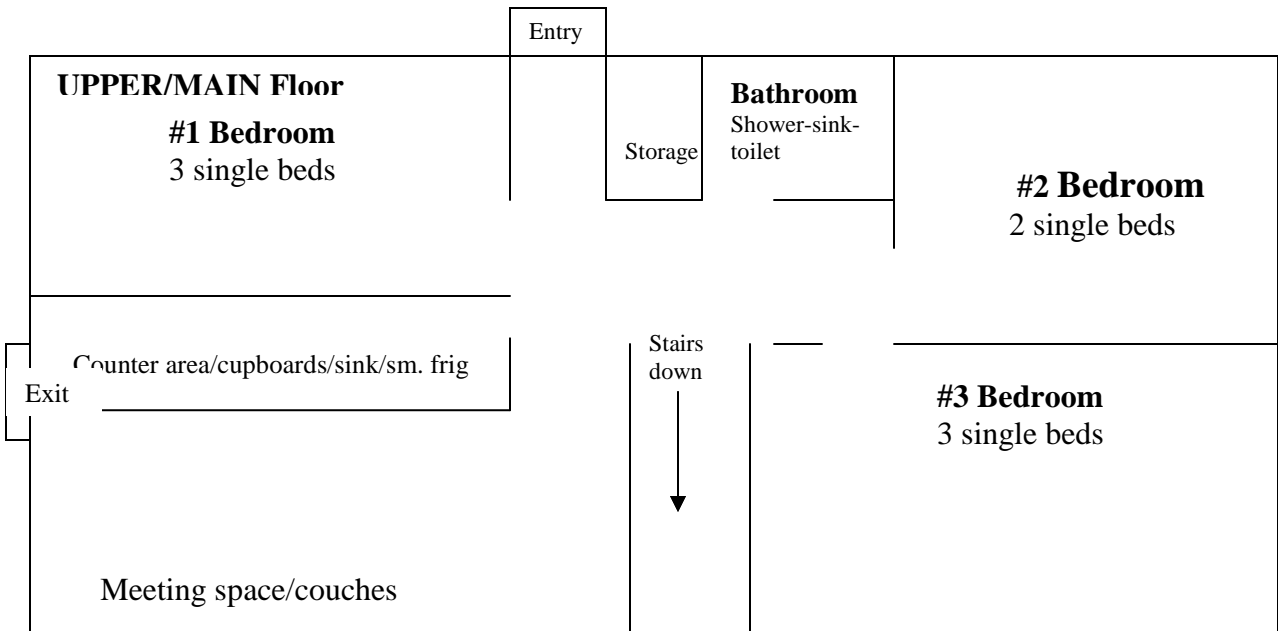 Entry
UPPER/MAIN Floor
#1 Bedroom
3 single beds
Storage
Bathroom
Shower-sink-
toilet
#2 Bedroom
2 single beds
Counter area/cupboards/sink/sm. frig
Exit
Stairs
down
#3 Bedroom
3 single beds
Meeting space/couches